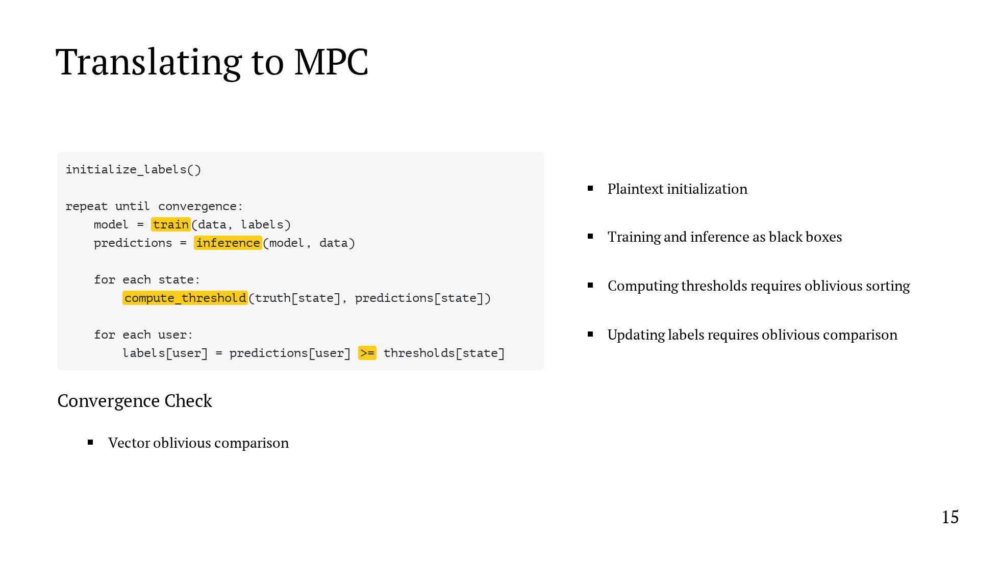 Translating to MPC
initialize_labels()
repeat until convergence:
    model = train(data, labels)
    predictions = inference(model, data)
    for each state:
        compute_threshold(truth[state], predictions[state])
    for each user:
        labels[user] = predictions[user] >= thresholds[state]
Convergence Check
▪ Vector oblivious comparison
▪ Plaintext initialization
▪ Training and inference as black boxes
▪ Computing thresholds requires oblivious sorting
▪ Updating labels requires oblivious comparison
15